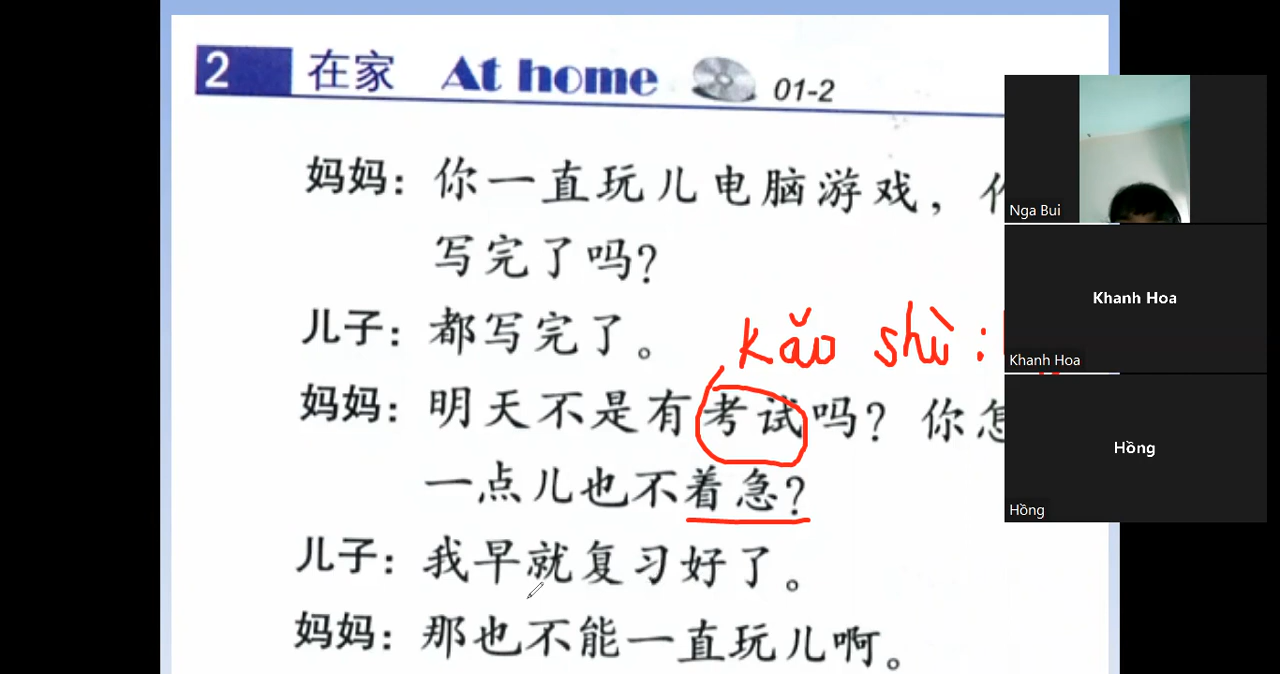 2 在家 At home 01-2
妈妈：你一直玩儿电脑游戏，
写完了吗？
儿子：都写完了。
kǎo shì :
妈妈：明天不是有考试吗？你怎
一点儿也不着急？
儿子：我早就复习好了。
妈妈：那也不能一直玩儿啊。
Nga Bui
Khanh Hoa
Khanh Hoa
Hồng
Hồng